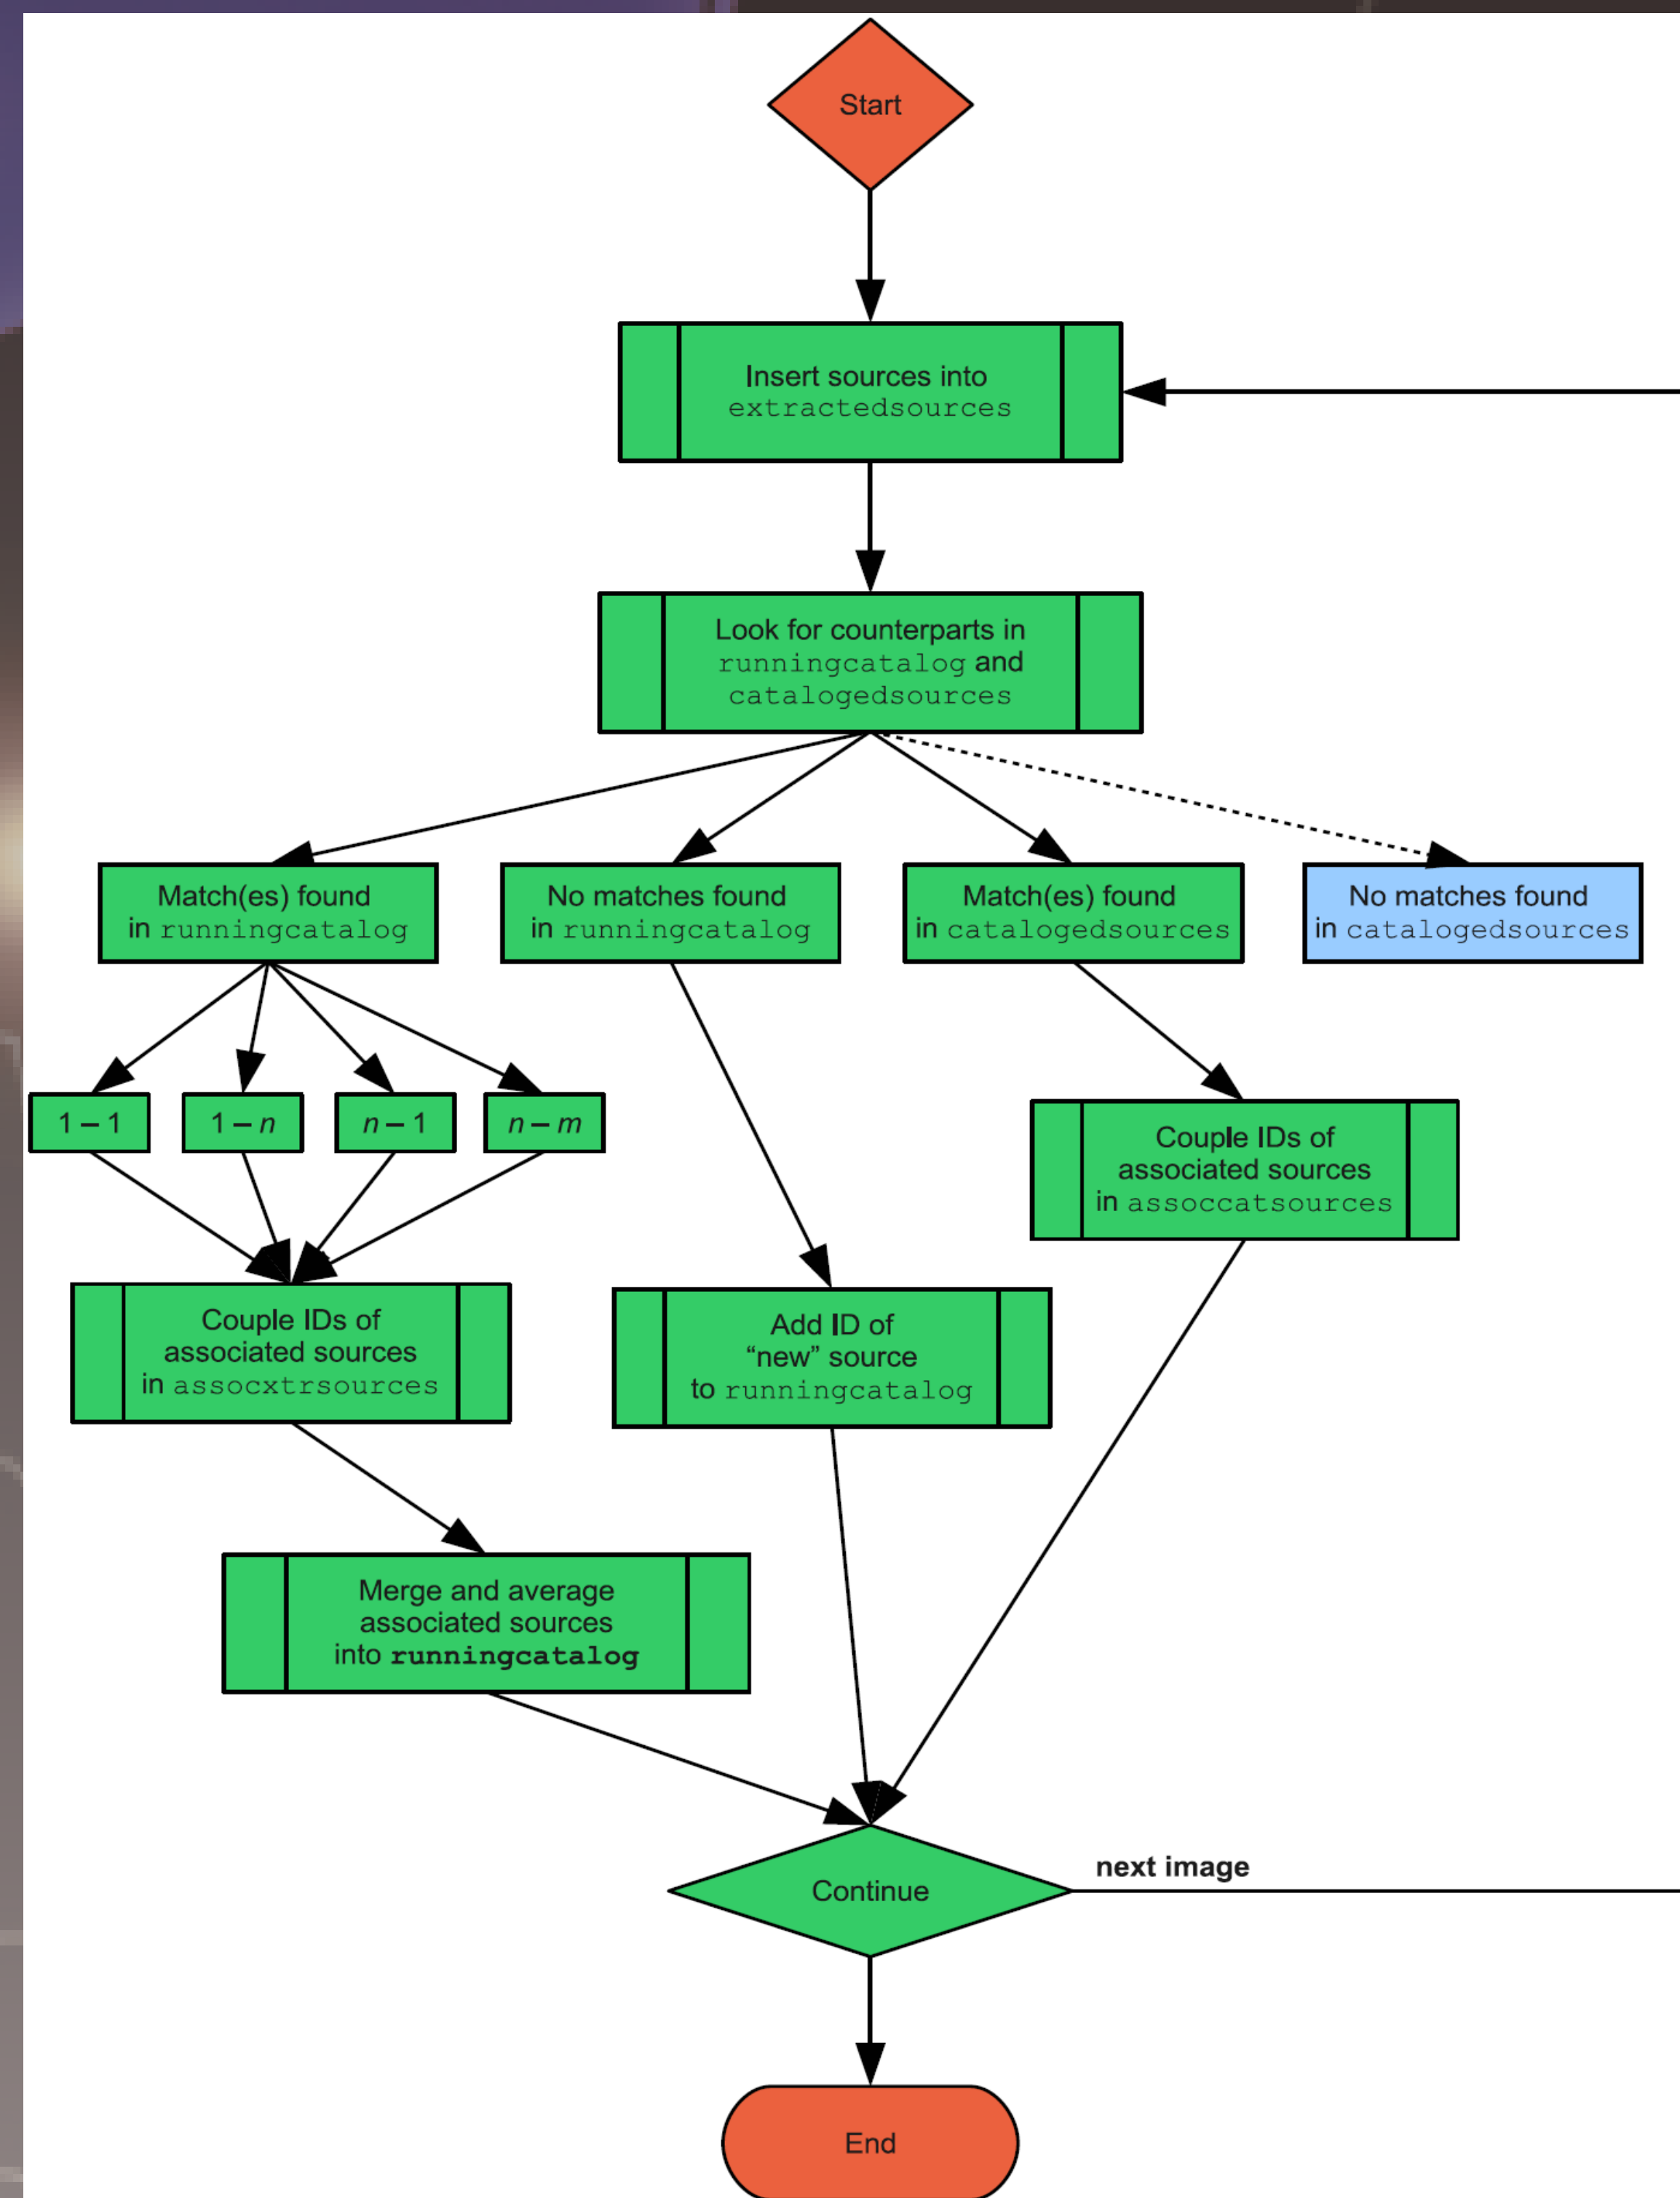 Start
Insert sources into
extractedsources
Look for counterparts in
runningcatalog and
catalogedsources
Match(es) found
in runningcatalog
No matches found
in runningcatalog
Match(es) found
in catalogedsources
No matches found
in catalogedsources
1 – 1
1 – n
n – 1
n – m
Couple IDs of
associated sources
in assoccatsources
Couple IDs of
associated sources
in assocxtrsources
Add ID of
“new” source
to runningcatalog
Merge and average
associated sources
into runningcatalog
next image
Continue
End